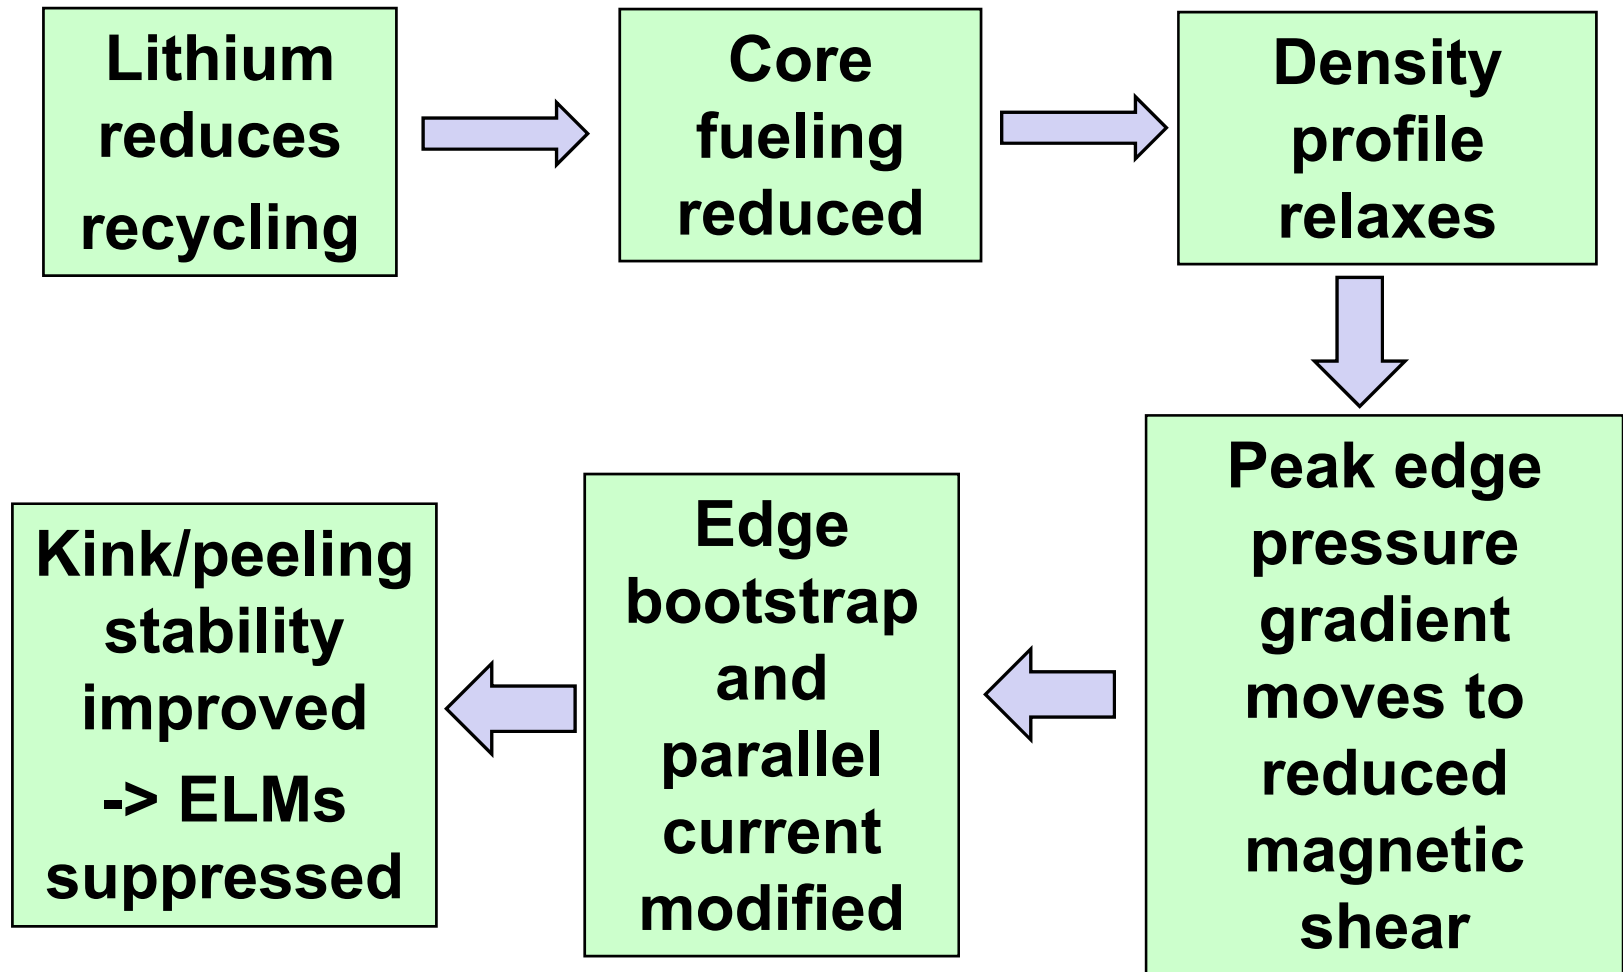 Lithium
reduces
recycling
Core
fueling
reduced
Density
profile
relaxes
Peak edge
pressure
gradient
moves to
reduced
magnetic
shear
Edge
bootstrap
and
parallel
current
modified
Kink/peeling
stability
improved
-> ELMs
suppressed